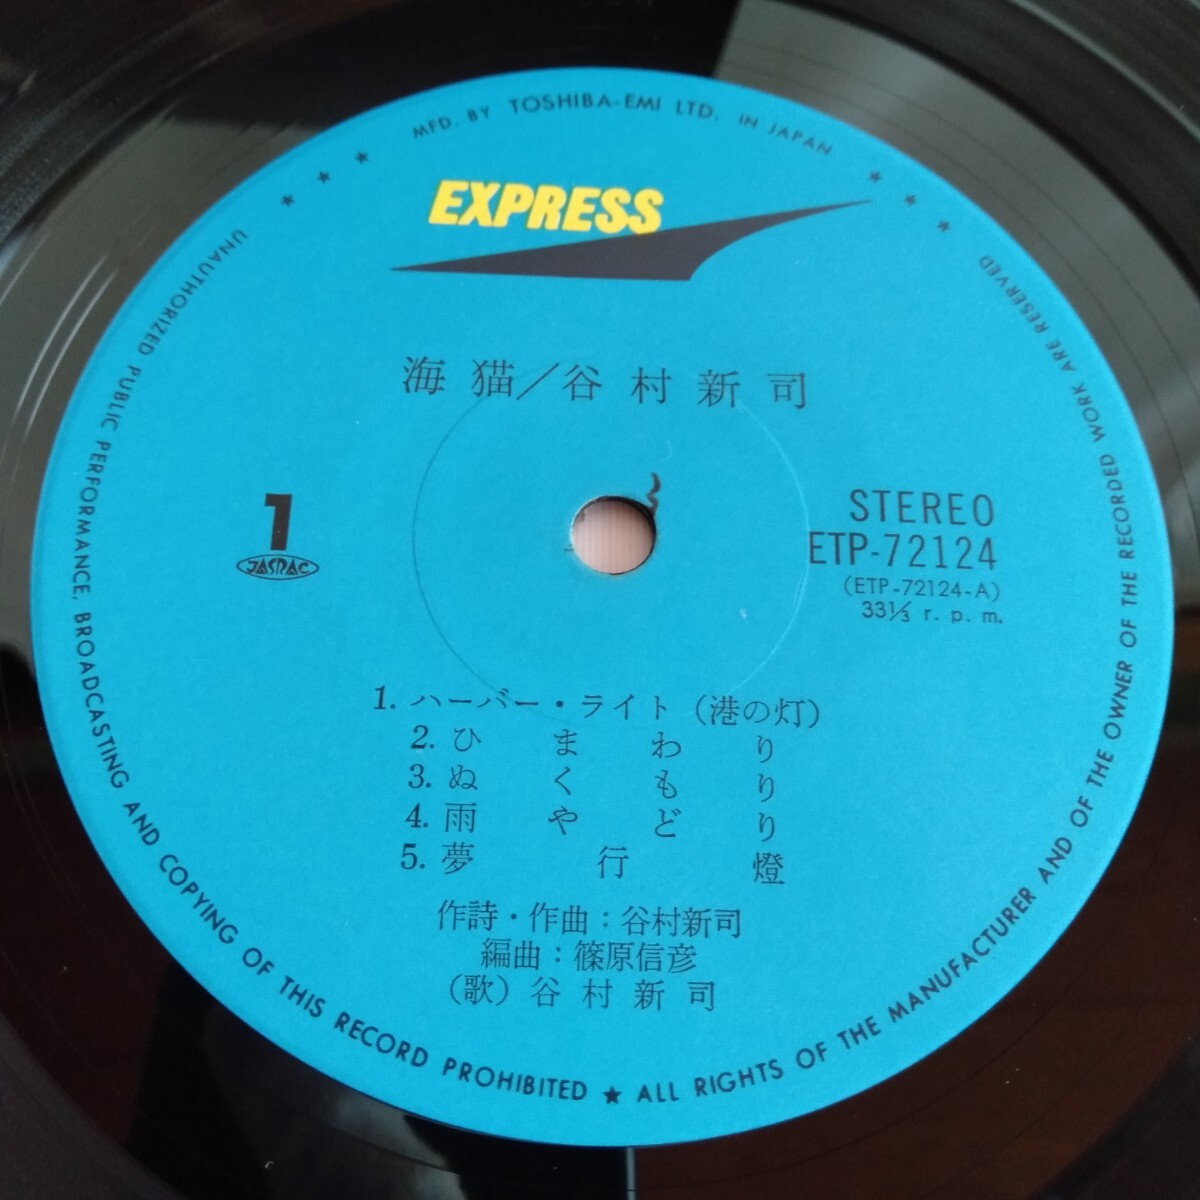 MFD. BY TOSHIBA-EMI LTD. IN JAPAN
★ ★ ★ ★ ★ ★
EXPRESS
海猫/谷村新司
1
JASRAC
STEREO
ETP-72124
(ETP-72124-A)
33⅓ r. p. m.
1. ハーバー・ライト (港の灯)
2. ひまわり
3. ぬくもり
4. 雨やどり
5. 夢行燈
作詩・作曲:谷村新司
編曲:篠原信彦
(歌)谷村新司
UNAUTHORIZED PUBLIC PERFORMANCE, BROADCASTING AND COPYING OF THIS RECORD PROHIBITED ★ ALL RIGHTS OF THE MANUFACTURER AND OF THE OWNER OF THE RECORDED WORK ARE RESERVED